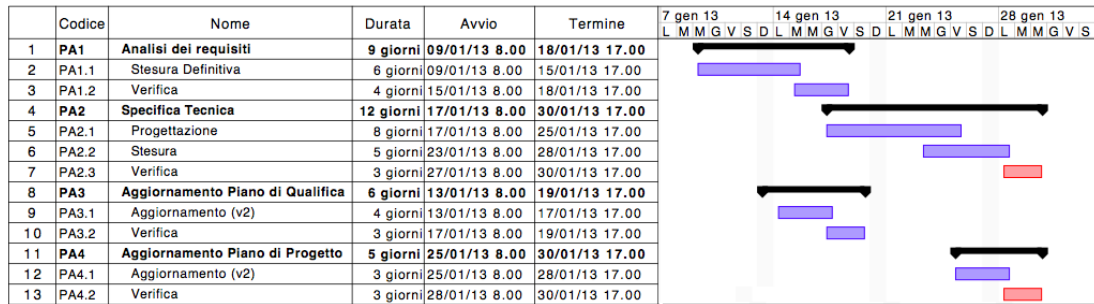 Codice Nome Durata Avvio Termine 7 gen 13 14 gen 13 21 gen 13 28 gen 13
L M M G V S D L M M G V S D L M M G V S D L M M G V S
1 PA1 Analisi dei requisiti 9 giorni 09/01/13 8.00 18/01/13 17.00
2 PA1.1 Stesura Definitiva 6 giorni 09/01/13 8.00 15/01/13 17.00
3 PA1.2 Verifica 4 giorni 15/01/13 8.00 18/01/13 17.00
4 PA2 Specifica Tecnica 12 giorni 17/01/13 8.00 30/01/13 17.00
5 PA2.1 Progettazione 8 giorni 17/01/13 8.00 25/01/13 17.00
6 PA2.2 Stesura 5 giorni 23/01/13 8.00 28/01/13 17.00
7 PA2.3 Verifica 3 giorni 27/01/13 8.00 30/01/13 17.00
8 PA3 Aggiornamento Piano di Qualifica 6 giorni 13/01/13 8.00 19/01/13 17.00
9 PA3.1 Aggiornamento (v2) 4 giorni 13/01/13 8.00 17/01/13 17.00
10 PA3.2 Verifica 3 giorni 17/01/13 8.00 19/01/13 17.00
11 PA4 Aggiornamento Piano di Progetto 5 giorni 25/01/13 8.00 30/01/13 17.00
12 PA4.1 Aggiornamento (v2) 3 giorni 25/01/13 8.00 28/01/13 17.00
13 PA4.2 Verifica 3 giorni 28/01/13 8.00 30/01/13 17.00